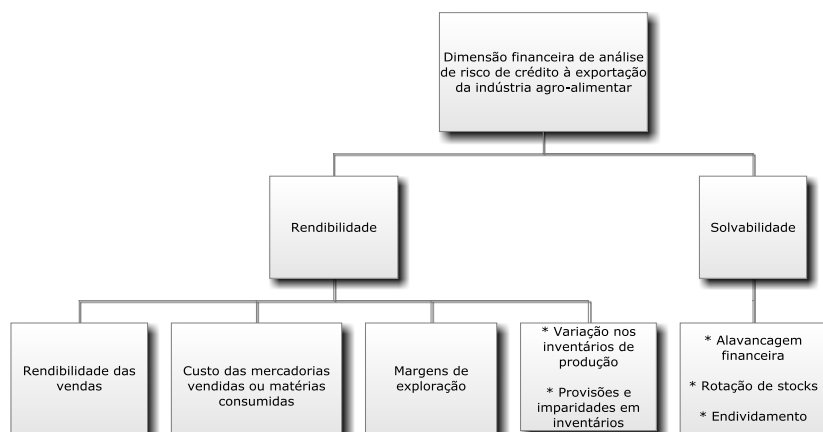 Dimensão financeira de análise
de risco de crédito à exportação
da indústria agro-alimentar
Rendibilidade
Solvabilidade
Rendibilidade das
vendas
Custo das mercadorias
vendidas ou matérias
consumidas
Margens de
exploração
* Variação nos
inventários de
produção
* Provisões e
imparidades em
inventários
* Alavancagem
financeira
* Rotação de stocks
* Endividamento